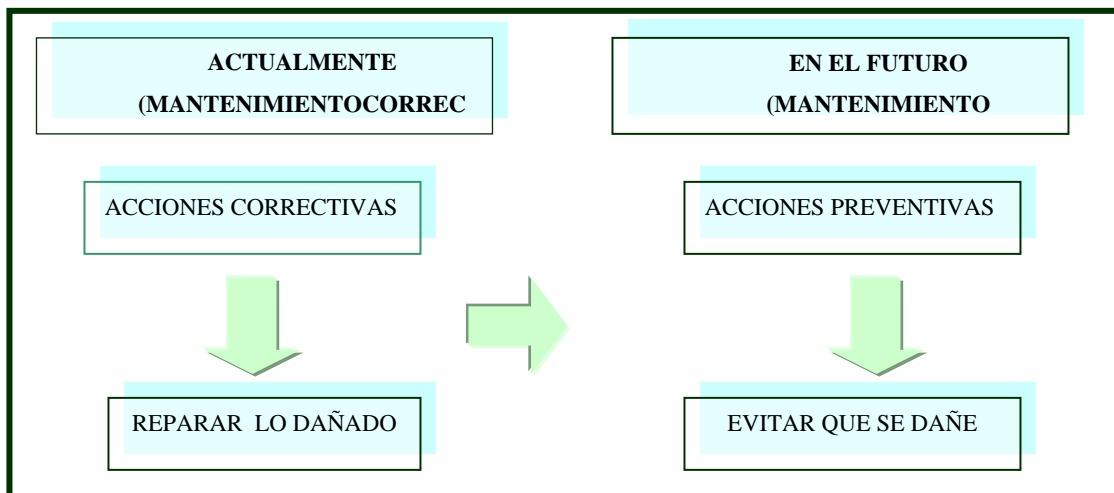 ACTUALMENTE
(MANTENIMIENTOCORREC
ACCIONES CORRECTIVAS
REPARAR LO DAÑADO
EN EL FUTURO
(MANTENIMIENTO
ACCIONES PREVENTIVAS
EVITAR QUE SE DAÑE